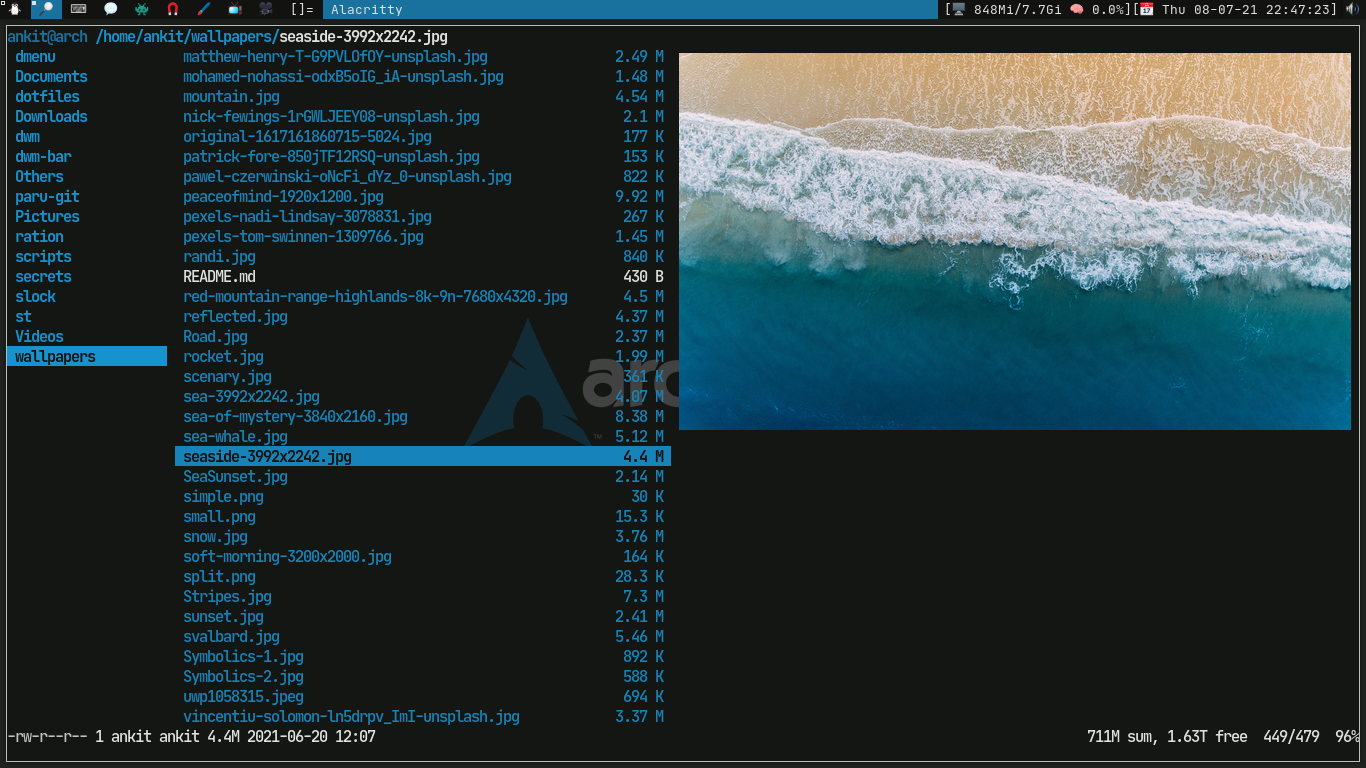 []= Alacritty [ 848Mi/7.7Gi 0.0%][ Thu 08-07-21 22:47:23]
ankit@arch /home/ankit/wallpapers/seaside-3992x2242.jpg
dmenu matthew-henry-T-G9PVLOfOY-unsplash.jpg 2.49 M
Documents mohamed-nohassi-odxB5oIG_iA-unsplash.jpg 1.48 M
dotfiles mountain.jpg 4.54 M
Downloads nick-fewings-1rGWLJEEY08-unsplash.jpg 2.1 M
dwm original-1617161860715-5024.jpg 177 K
dwm-bar patrick-fore-850jTF12RSQ-unsplash.jpg 153 K
Others pawel-czerwinski-oNcFi_dYz_0-unsplash.jpg 822 K
paru-git peaceofmind-1920x1200.jpg 9.92 M
Pictures pexels-nadi-lindsay-3078831.jpg 267 K
ration pexels-tom-swinnen-1309766.jpg 1.45 M
scripts randi.jpg 840 K
secrets README.md 430 B
slock red-mountain-range-highlands-8k-9n-7680x4320.jpg 4.5 M
st reflected.jpg 4.37 M
Videos Road.jpg 2.37 M
wallpapers rocket.jpg 1.99 M
scenary.jpg 361 K
sea-3992x2242.jpg 4.07 M
sea-of-mystery-3840x2160.jpg 8.38 M
sea-whale.jpg 5.12 M
seaside-3992x2242.jpg 4.4 M
SeaSunset.jpg 2.14 M
simple.png 30 K
small.png 15.3 K
snow.jpg 3.76 M
soft-morning-3200x2000.jpg 164 K
split.png 28.3 K
Stripes.jpg 7.3 M
sunset.jpg 2.41 M
svalbard.jpg 5.46 M
Symbolics-1.jpg 892 K
Symbolics-2.jpg 588 K
uwp1058315.jpeg 694 K
vincentiu-solomon-ln5drpv_ImI-unsplash.jpg 3.37 M
-rw-r--r-- 1 ankit ankit 4.4M 2021-06-20 12:07 711M sum, 1.63T free 449/479 96%